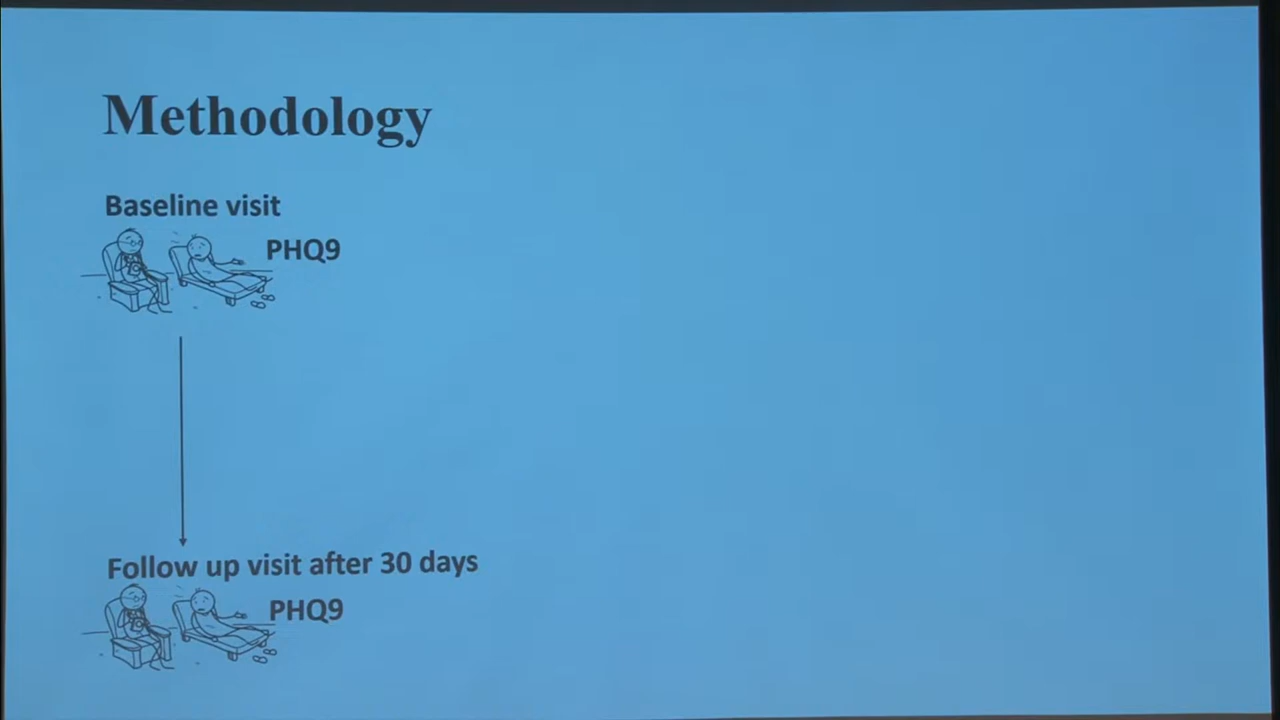 Methodology
Baseline visit
PHQ9
Follow up visit after 30 days
PHQ9